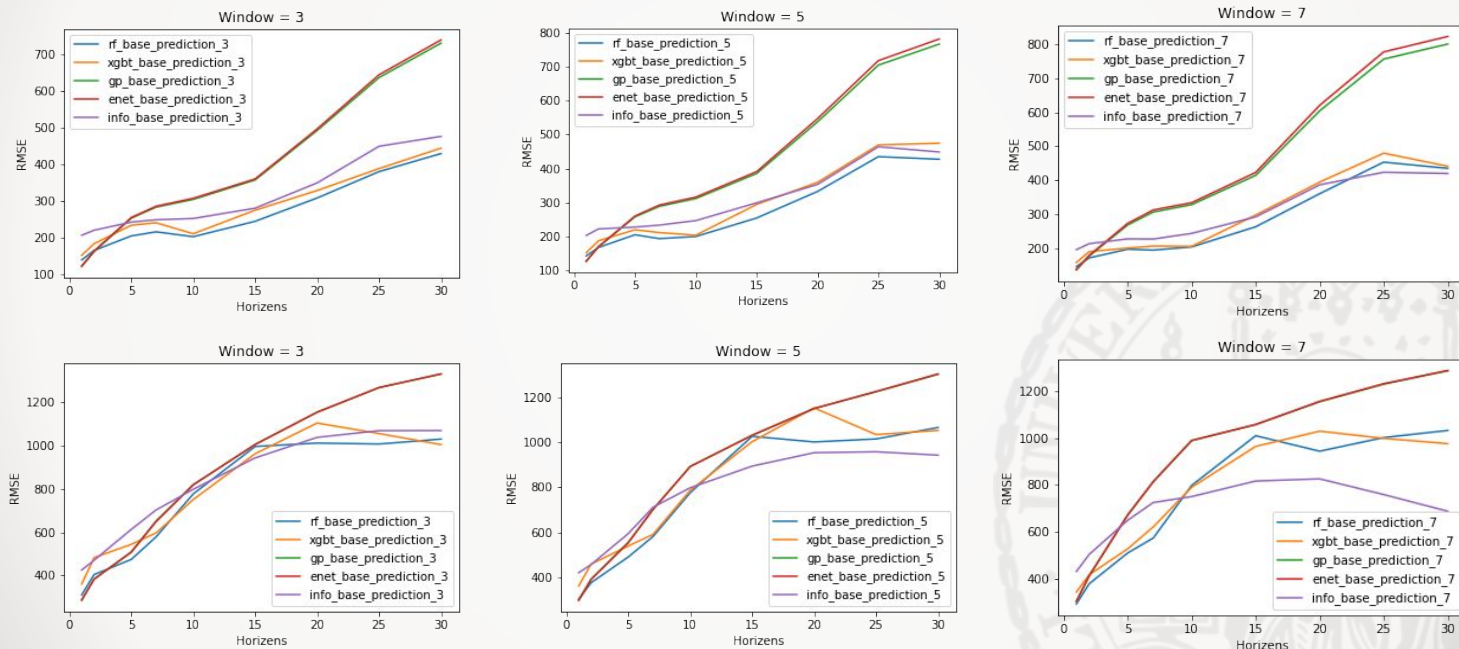 Window = 3
RMSE
700
600
500
400
300
200
100
rf_base_prediction_3
xgbt_base_prediction_3
gp_base_prediction_3
enet_base_prediction_3
info_base_prediction_3
0 5 10 15 20 25 30
Horizens
Window = 5
RMSE
800
700
600
500
400
300
200
100
rf_base_prediction_5
xgbt_base_prediction_5
gp_base_prediction_5
enet_base_prediction_5
info_base_prediction_5
0 5 10 15 20 25 30
Horizens
Window = 7
RMSE
800
700
600
500
400
300
200
rf_base_prediction_7
xgbt_base_prediction_7
gp_base_prediction_7
enet_base_prediction_7
info_base_prediction_7
0 5 10 15 20 25 30
Horizens
Window = 3
RMSE
1200
1000
800
600
400
rf_base_prediction_3
xgbt_base_prediction_3
gp_base_prediction_3
enet_base_prediction_3
info_base_prediction_3
0 5 10 15 20 25 30
Horizens
Window = 5
RMSE
1200
1000
800
600
400
rf_base_prediction_5
xgbt_base_prediction_5
gp_base_prediction_5
enet_base_prediction_5
info_base_prediction_5
0 5 10 15 20 25 30
Horizens
Window = 7
RMSE
1200
1000
800
600
400
rf_base_prediction_7
xgbt_base_prediction_7
gp_base_prediction_7
enet_base_prediction_7
info_base_prediction_7
0 5 10 15 20 25 30
Horizens